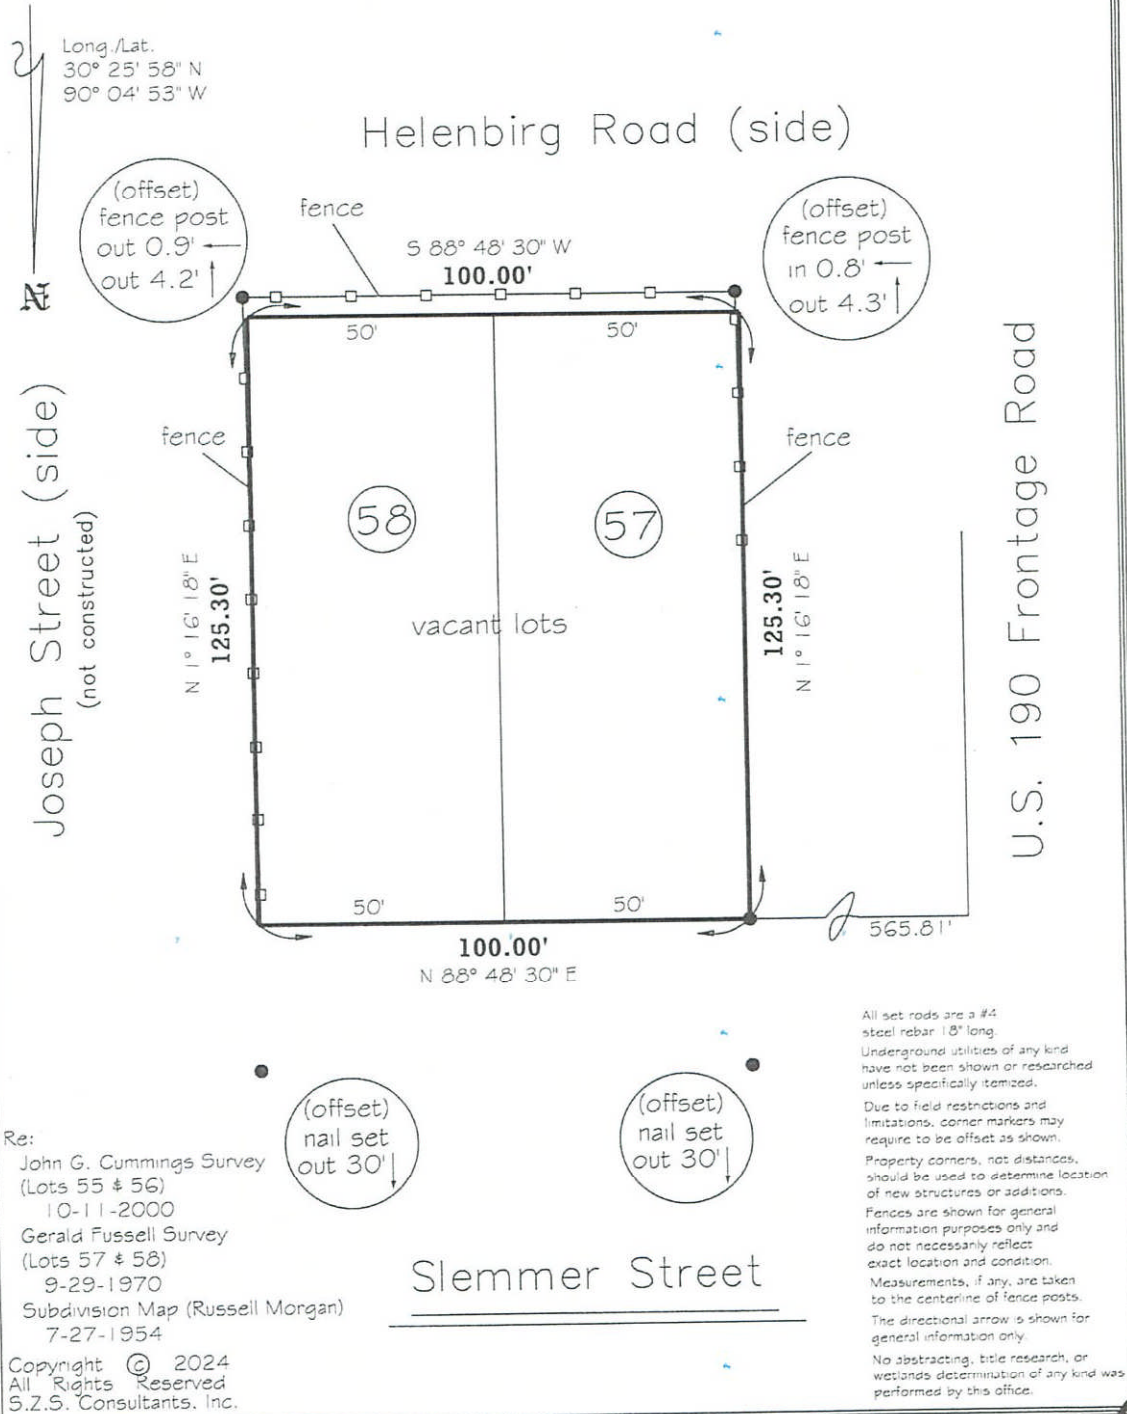 Long./Lat.
30° 25' 58" N
90° 04' 53" W
N
Helenbirg Road (side)
(offset)
fence post
out 0.9'
out 4.2'
fence
S 88° 48' 30" W
100.00'
(offset)
fence post
in 0.8'
out 4.3'
50'
50'
Joseph Street (side)
(not constructed)
fence
fence
58
57
N 1° 16' 18" E
125.30'
vacant lots
125.30'
N 1° 16' 18" E
U.S. 190 Frontage Road
50'
50'
565.81'
100.00'
N 88° 48' 30" E
(offset)
nail set
out 30'
(offset)
nail set
out 30'
Slemmer Street
Re:
John G. Cummings Survey
(Lots 55 & 56)
10-11-2000
Gerald Fussell Survey
(Lots 57 & 58)
9-29-1970
Subdivision Map (Russell Morgan)
7-27-1954
Copyright © 2024
All Rights Reserved
S.Z.S. Consultants, Inc.
All set rods are a #4
steel rebar 18" long.
Underground utilities of any kind
have not been shown or researched
unless specifically itemized.
Due to field restrictions and
limitations, corner markers may
require to be offset as shown.
Property corners, not distances,
should be used to determine location
of new structures or additions.
Fences are shown for general
information purposes only and
do not necessarily reflect
exact location and condition.
Measurements, if any, are taken
to the centerline of fence posts.
The directional arrow is shown for
general information only.
No abstracting, title research, or
wetlands determination of any kind was
performed by this office.